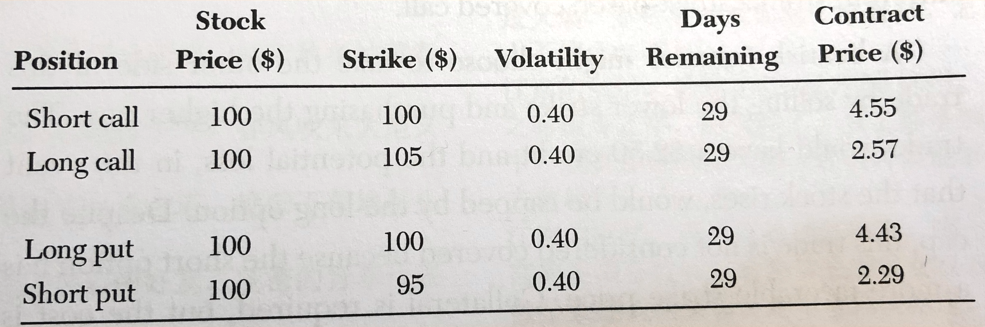 Stock Days Contract
Position Price ($) Strike ($) Volatility Remaining Price ($)
Short call 100 100 0.40 29 4.55
Long call 100 105 0.40 29 2.57
Long put 100 100 0.40 29 4.43
Short put 100 95 0.40 29 2.29